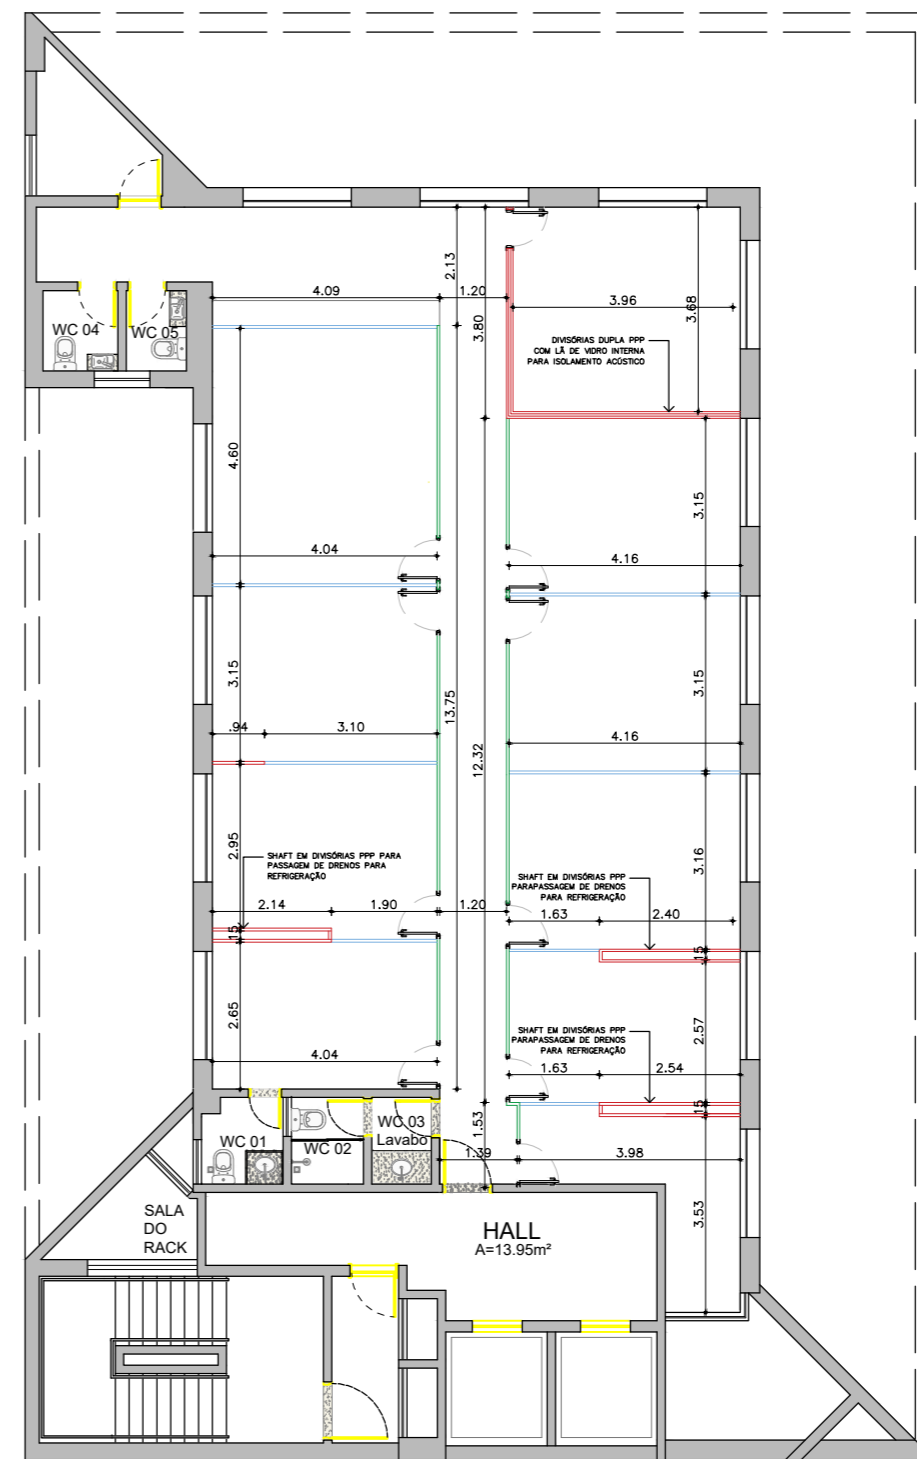 2.13
4.09
1.20
3.96
3.68
3.80
WC 04
WC 05
DIVISÓRIAS DUPLA PPP
COM LÃ DE VIDRO INTERNA
PARA ISOLAMENTO ACÓSTICO
4.60
3.15
4.04
4.16
3.15
13.75
3.15
.94
3.10
12.32
4.16
2.95
SHAFT EM DIVISÓRIAS PPP PARA
PASSAGEM DE DRENOS PARA
REFRIGERAÇÃO
3.16
SHAFT EM DIVISÓRIAS PPP
PARAPASSAGEM DE DRENOS
PARA REFRIGERAÇÃO
2.14
1.90
1.20
1.63
2.40
.15
.15
2.65
2.57
SHAFT EM DIVISÓRIAS PPP
PARAPASSAGEM DE DRENOS
PARA REFRIGERAÇÃO
4.04
1.63
2.54
.15
1.53
WC 01
WC 02
WC 03
Lavabo
1.39
3.98
3.53
SALA
DO
RACK
HALL
A=13.95m²